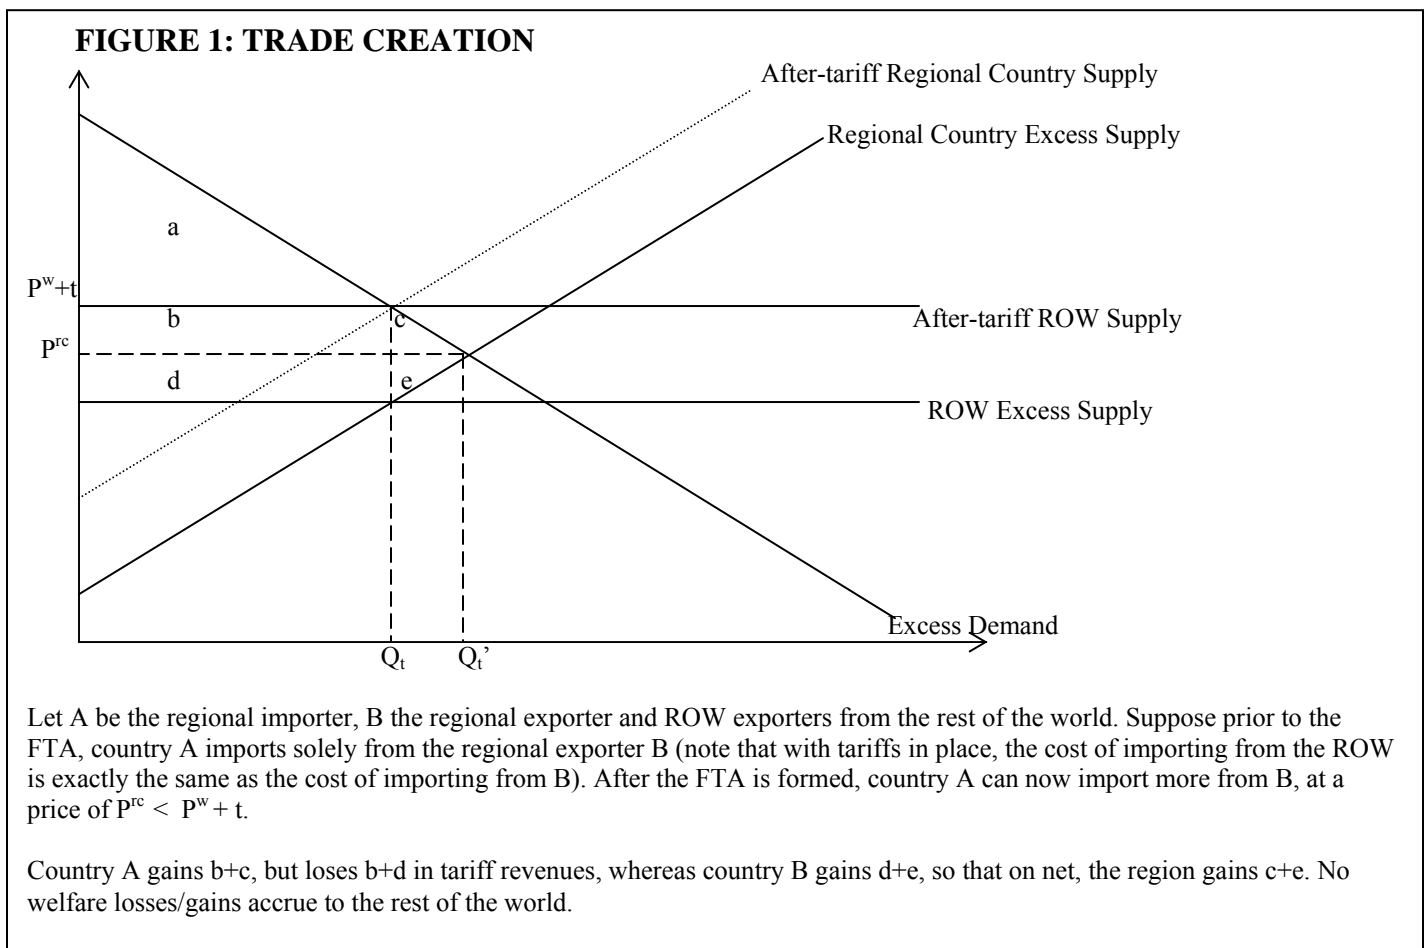 FIGURE 1: TRADE CREATION
After-tariff Regional Country Supply
Regional Country Excess Supply
a
Pʷ+t
b
c
After-tariff ROW Supply
Pʳᶜ
d
e
ROW Excess Supply
Excess Demand
Qₜ
Qₜ’
Let A be the regional importer, B the regional exporter and ROW exporters from the rest of the world. Suppose prior to the
FTA, country A imports solely from the regional exporter B (note that with tariffs in place, the cost of importing from the ROW
is exactly the same as the cost of importing from B). After the FTA is formed, country A can now import more from B, at a
price of Pʳᶜ < Pʷ + t.
Country A gains b+c, but loses b+d in tariff revenues, whereas country B gains d+e, so that on net, the region gains c+e. No
welfare losses/gains accrue to the rest of the world.